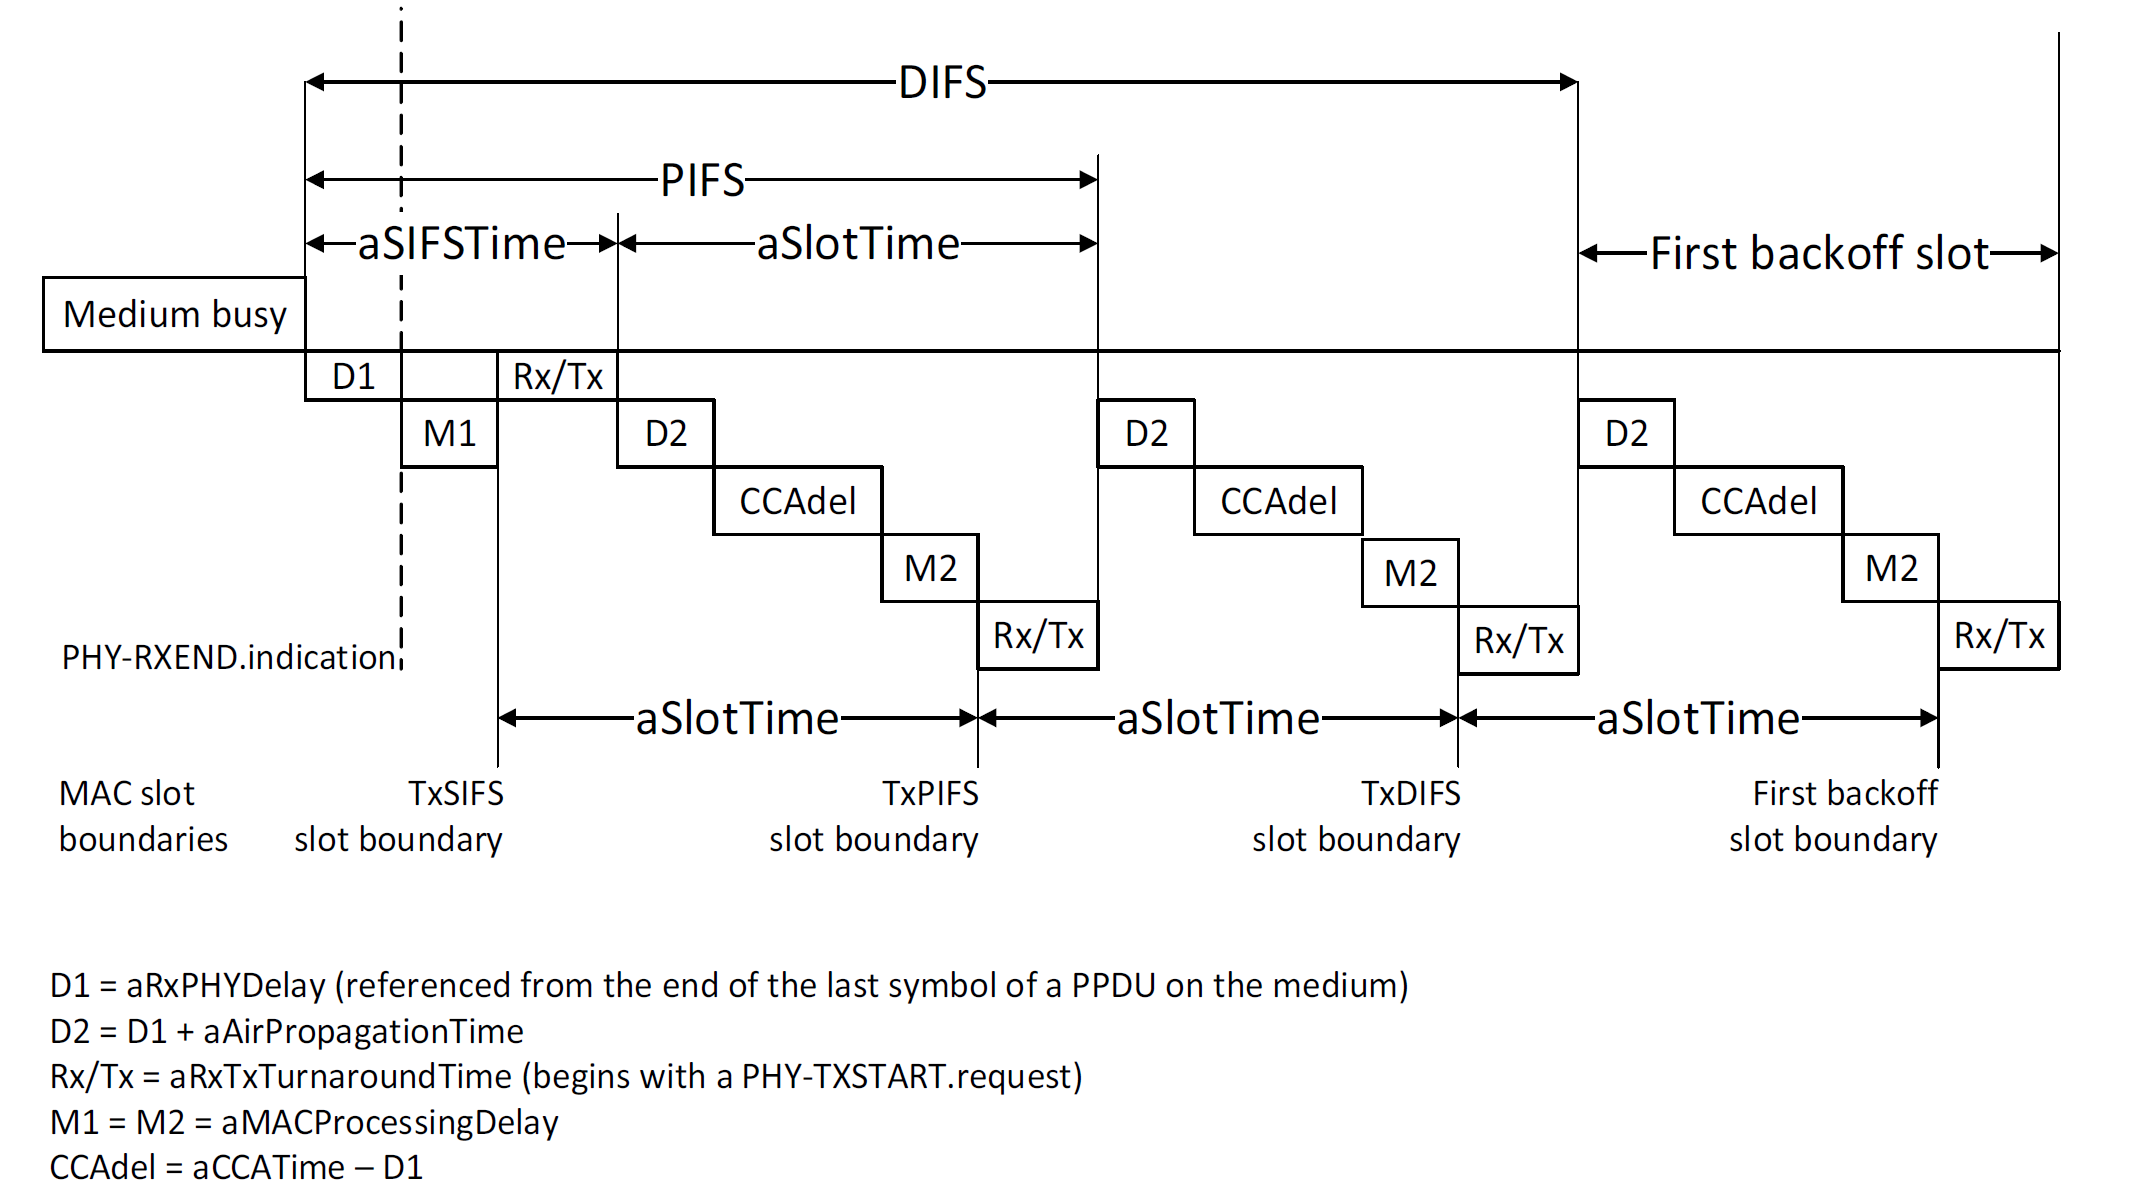 DIFS
PIFS
aSIFSTime
aSlotTime
First backoff slot
Medium busy
D1
Rx/Tx
M1
D2
D2
D2
CCAdel
CCAdel
CCAdel
M2
M2
M2
Rx/Tx
Rx/Tx
Rx/Tx
PHY-RXEND.indication
aSlotTime
aSlotTime
aSlotTime
MAC slot
boundaries
TxSIFS
slot boundary
TxPIFS
slot boundary
TxDIFS
slot boundary
First backoff
slot boundary
D1 = aRxPHYDelay (referenced from the end of the last symbol of a PPDU on the medium)
D2 = D1 + aAirPropagationTime
Rx/Tx = aRxTxTurnaroundTime (begins with a PHY-TXSTART.request)
M1 = M2 = aMACProcessingDelay
CCAdel = aCCATime – D1